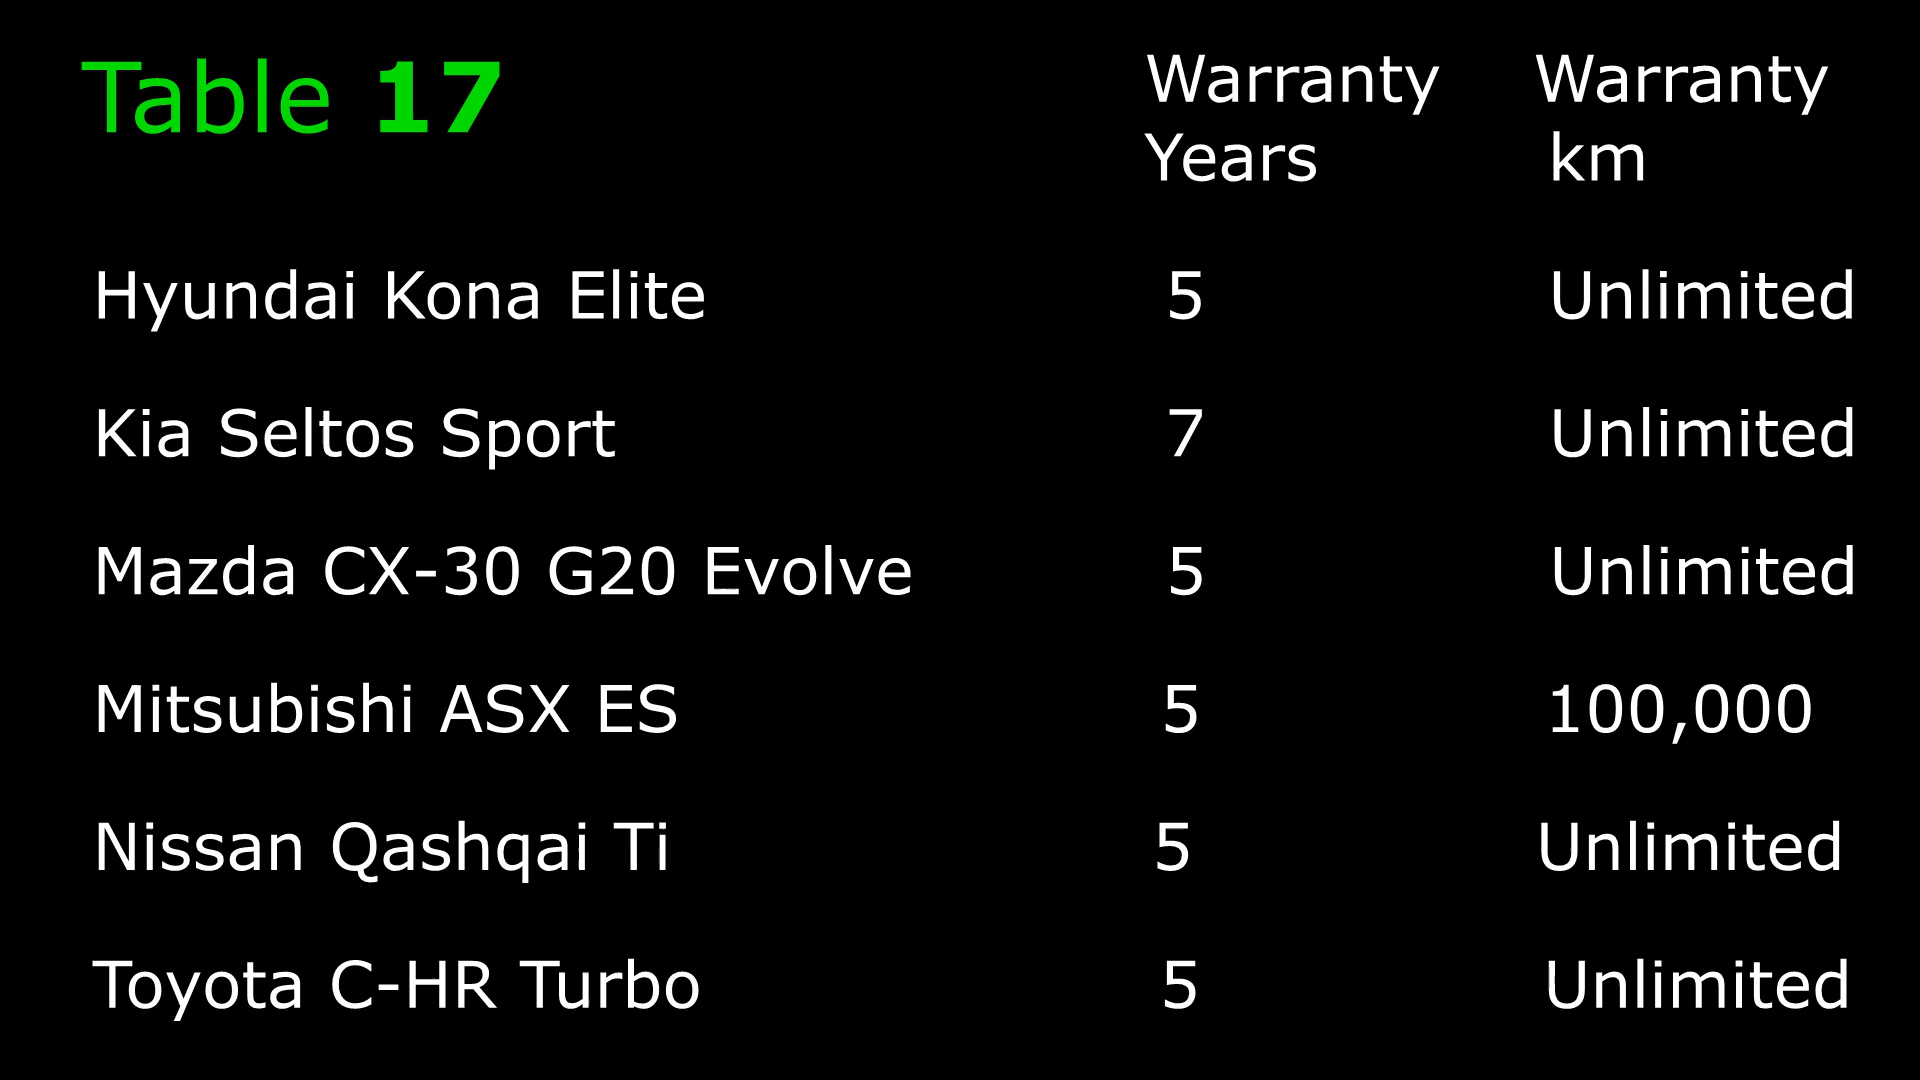 Table 17
Warranty Warranty
Years km
Hyundai Kona Elite 5 Unlimited
Kia Seltos Sport 7 Unlimited
Mazda CX-30 G20 Evolve 5 Unlimited
Mitsubishi ASX ES 5 100,000
Nissan Qashqai Ti 5 Unlimited
Toyota C-HR Turbo 5 Unlimited